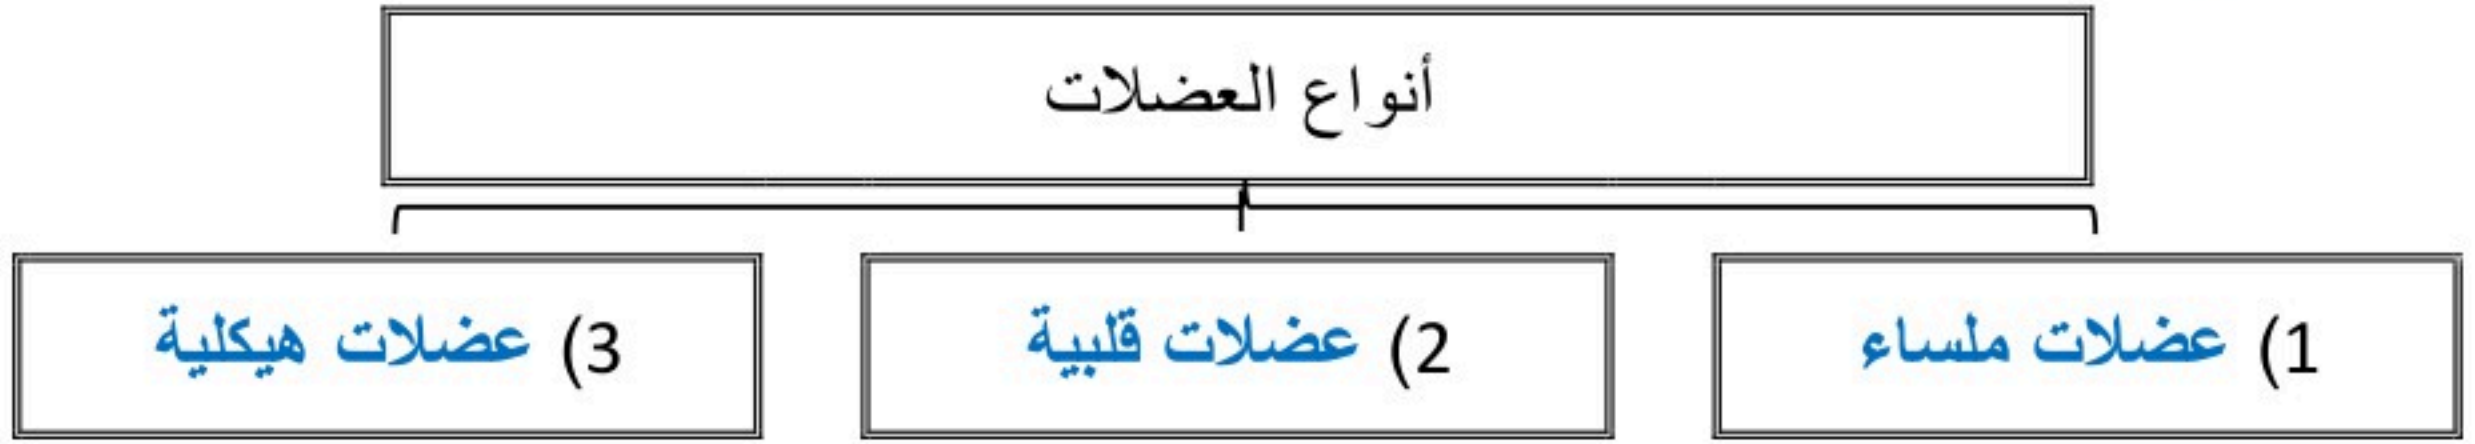 أنواع العضلات
1) عضلات ملساء
2) عضلات قلبية
3) عضلات هيكلية